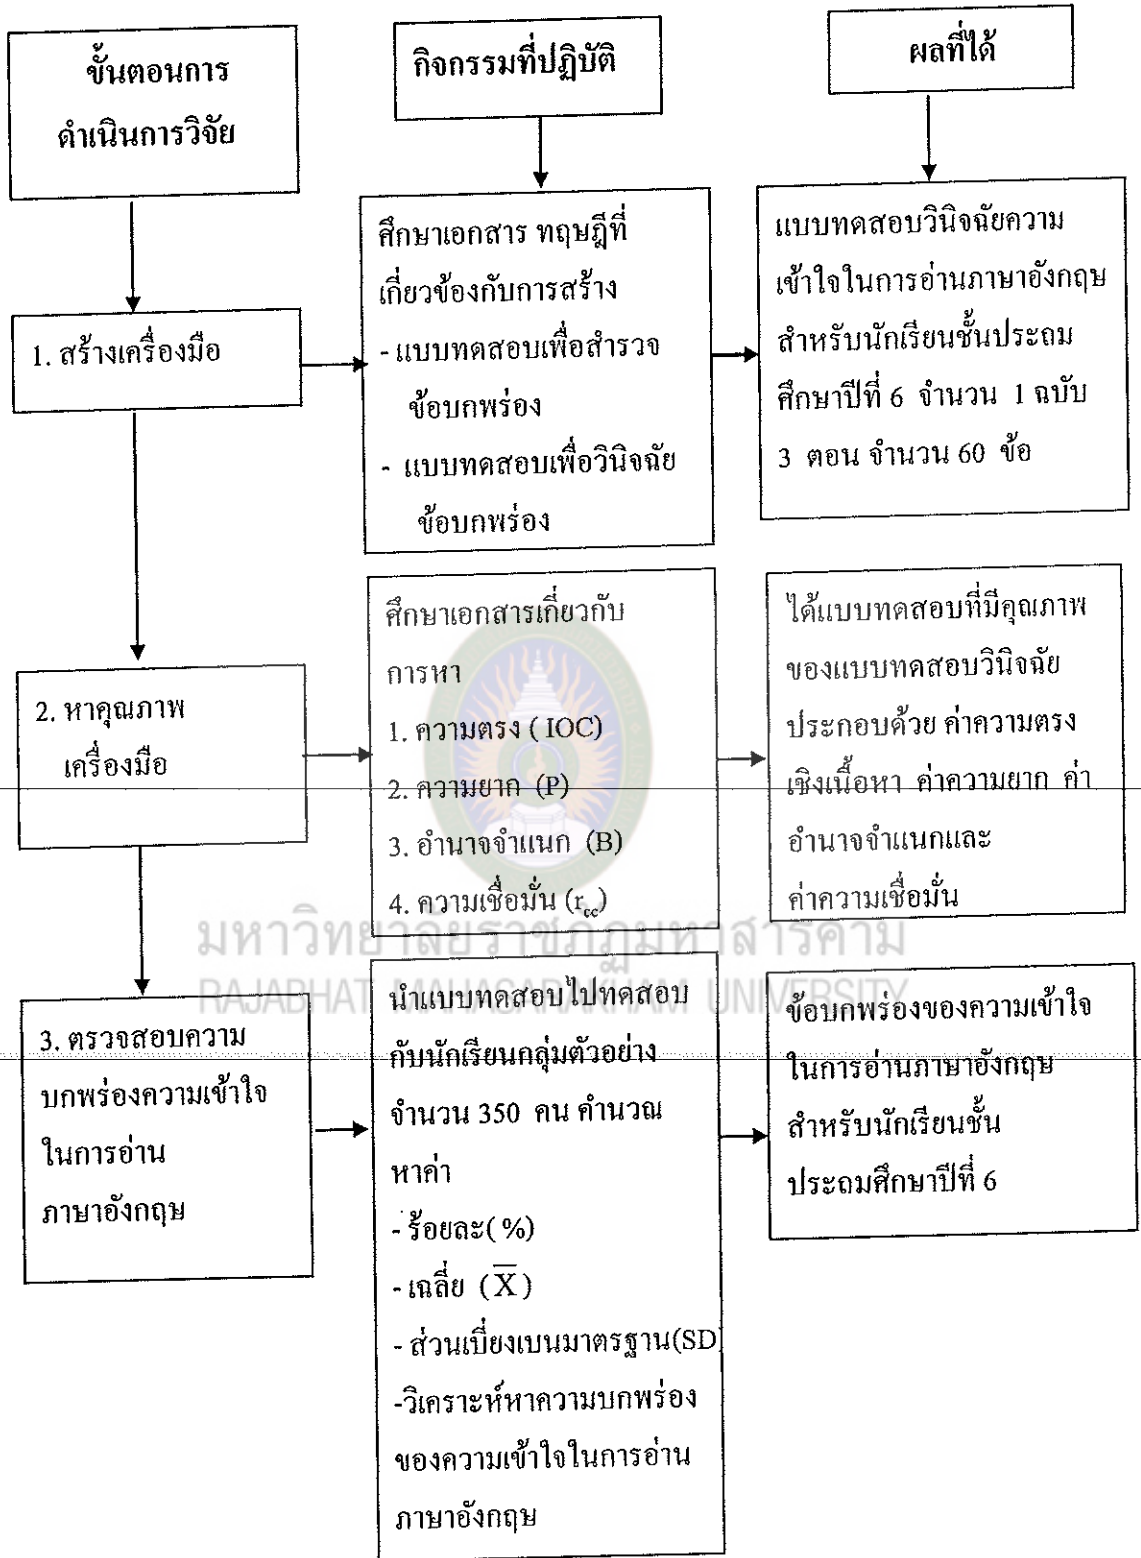 ขั้นตอนการ
ดำเนินการวิจัย
กิจกรรมที่ปฏิบัติ
ผลที่ได้
1. สร้างเครื่องมือ
ศึกษาเอกสาร ทฤษฎีที่
เกี่ยวข้องกับการสร้าง
- แบบทดสอบเพื่อสำรวจ
ข้อบกพร่อง
- แบบทดสอบเพื่อวินิจฉัย
ข้อบกพร่อง
แบบทดสอบวินิจฉัยความ
เข้าใจในการอ่านภาษาอังกฤษ
สำหรับนักเรียนชั้นประถม
ศึกษาปีที่ 6 จำนวน 1 ฉบับ
3 ตอน จำนวน 60 ข้อ
2. หาคุณภาพ
เครื่องมือ
ศึกษาเอกสารเกี่ยวกับ
การหา
1. ความตรง ( IOC)
2. ความยาก (P)
3. อำนาจจำแนก (B)
4. ความเชื่อมั่น (r_cc)
ได้แบบทดสอบที่มีคุณภาพ
ของแบบทดสอบวินิจฉัย
ประกอบด้วย ค่าความตรง
เชิงเนื้อหา ค่าความยาก ค่า
อำนาจจำแนกและ
ค่าความเชื่อมั่น
มหาวิทยาลัยราชภัฏมหาสารคาม
RAJABHAT MAHASARAKHAM UNIVERSITY
3. ตรวจสอบความ
บกพร่องความเข้าใจ
ในการอ่าน
ภาษาอังกฤษ
นำแบบทดสอบไปทดสอบ
กับนักเรียนกลุ่มตัวอย่าง
จำนวน 350 คน คำนวณ
หาค่า
- ร้อยละ(%)
- เฉลี่ย (X̅)
- ส่วนเบี่ยงเบนมาตรฐาน(SD)
-วิเคราะห์หาความบกพร่อง
ของความเข้าใจในการอ่าน
ภาษาอังกฤษ
ข้อบกพร่องของความเข้าใจ
ในการอ่านภาษาอังกฤษ
สำหรับนักเรียนชั้น
ประถมศึกษาปีที่ 6